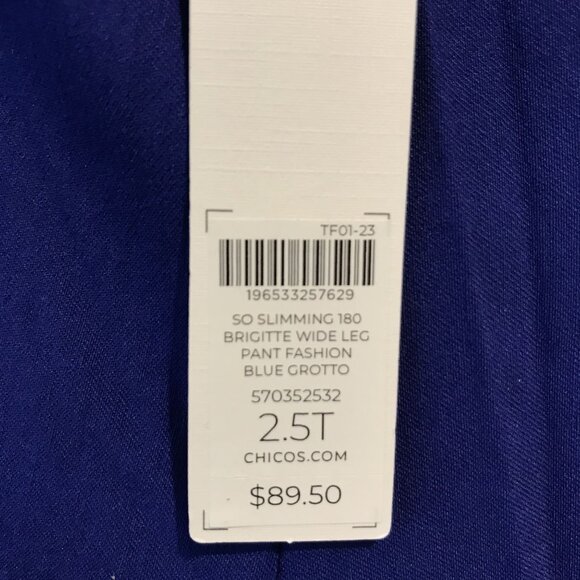 TF01-23
196533257629
SO SLIMMING 180
BRIGITTE WIDE LEG
PANT FASHION
BLUE GROTTO
570352532
2.5T
CHICOS.COM
$89.50